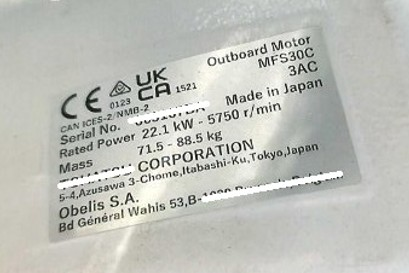 Outboard Motor
CE 0123 UK CA 1521 MFS30C
CAN ICES-2/NMB-2 3AC
Serial No. Made in Japan
Rated Power 22.1 kW - 5750 r/min
Mass 71.5 - 88.5 kg
CORPORATION
5-4,Azusawa 3-Chome,Itabashi-Ku,Tokyo,Japan
Obelis S.A.
Bd Général Wahis 53,B-